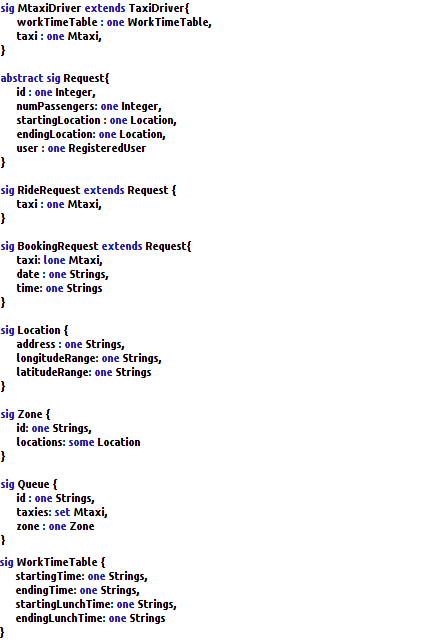 sig MtaxiDriver extends TaxiDriver{
workTimeTable : one WorkTimeTable,
taxi : one Mtaxi,
}
abstract sig Request{
id : one Integer,
numPassengers: one Integer,
startingLocation : one Location,
endingLocation: one Location,
user : one RegisteredUser
}
sig RideRequest extends Request {
taxi : one Mtaxi,
}
sig BookingRequest extends Request{
taxi: lone Mtaxi,
date : one Strings,
time: one Strings
}
sig Location {
address : one Strings,
longitudeRange: one Strings,
latitudeRange: one Strings
}
sig Zone {
id: one Strings,
locations: some Location
}
sig Queue {
id : one Strings,
taxies: set Mtaxi,
zone : one Zone
}
sig WorkTimeTable {
startingTime: one Strings,
endingTime: one Strings,
startingLunchTime: one Strings,
endingLunchTime: one Strings
}